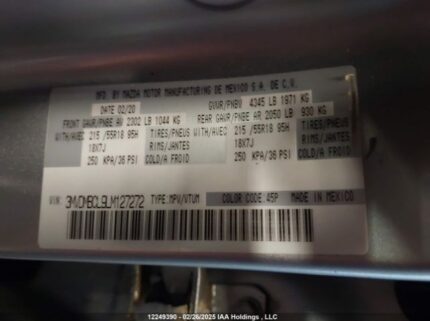 MFD. BY MAZDA MOTOR MANUFACTURING DE MEXICO S.A. DE C.V.
DATE 02/20
GVWR/PNBV 4345 LB 1971 KG
FRONT GAWR/PNBE AV 2302 LB 1044 KG
REAR GAWR/PNBE AR 2050 LB 930 KG
WITH/AVEC 215/55R18 95H TIRES/PNEUS WITH/AVEC 215/55R18 95H TIRES/PNEUS
18X7J RIMS/JANTES 18X7J RIMS/JANTES
250 KPA/36 PSI COLD/A FROID 250 KPA/36 PSI COLD/A FROID
VIN: TYPE:MPV/VTUM COLOR CODE:45P MADE IN MEXICO
12249390 - 02/26/2025 IAA Holdings , LLC